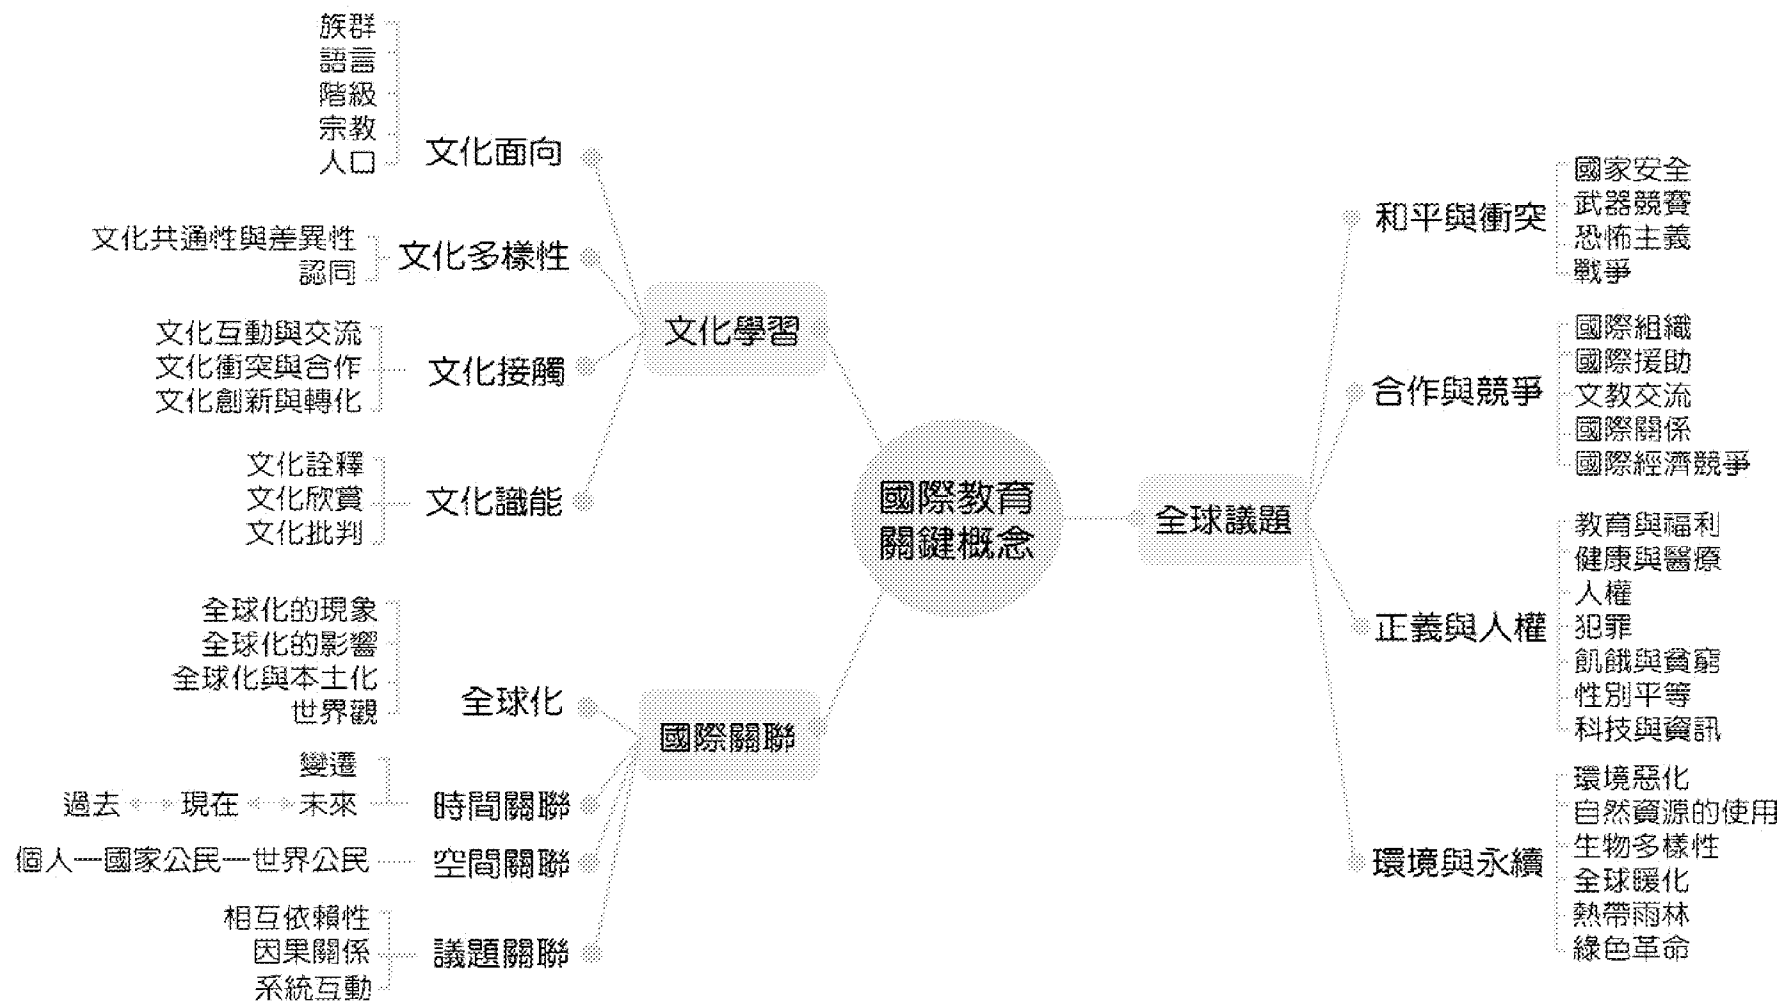 國際教育
關鍵概念
文化學習
文化面向
族群
語言
階級
宗教
人口
文化多樣性
文化共通性與差異性
認同
文化接觸
文化互動與交流
文化衝突與合作
文化創新與轉化
文化識能
文化詮釋
文化欣賞
文化批判
國際關聯
全球化
全球化的現象
全球化的影響
全球化與本土化
世界觀
時間關聯
變遷
過去 ↔ 現在 ↔ 未來
空間關聯
個人—國家公民—世界公民
議題關聯
相互依賴性
因果關係
系統互動
全球議題
和平與衝突
國家安全
武器競賽
恐怖主義
戰爭
合作與競爭
國際組織
國際援助
文教交流
國際關係
國際經濟競爭
正義與人權
教育與福利
健康與醫療
人權
犯罪
飢餓與貧窮
性別平等
科技與資訊
環境與永續
環境惡化
自然資源的使用
生物多樣性
全球暖化
熱帶雨林
綠色革命